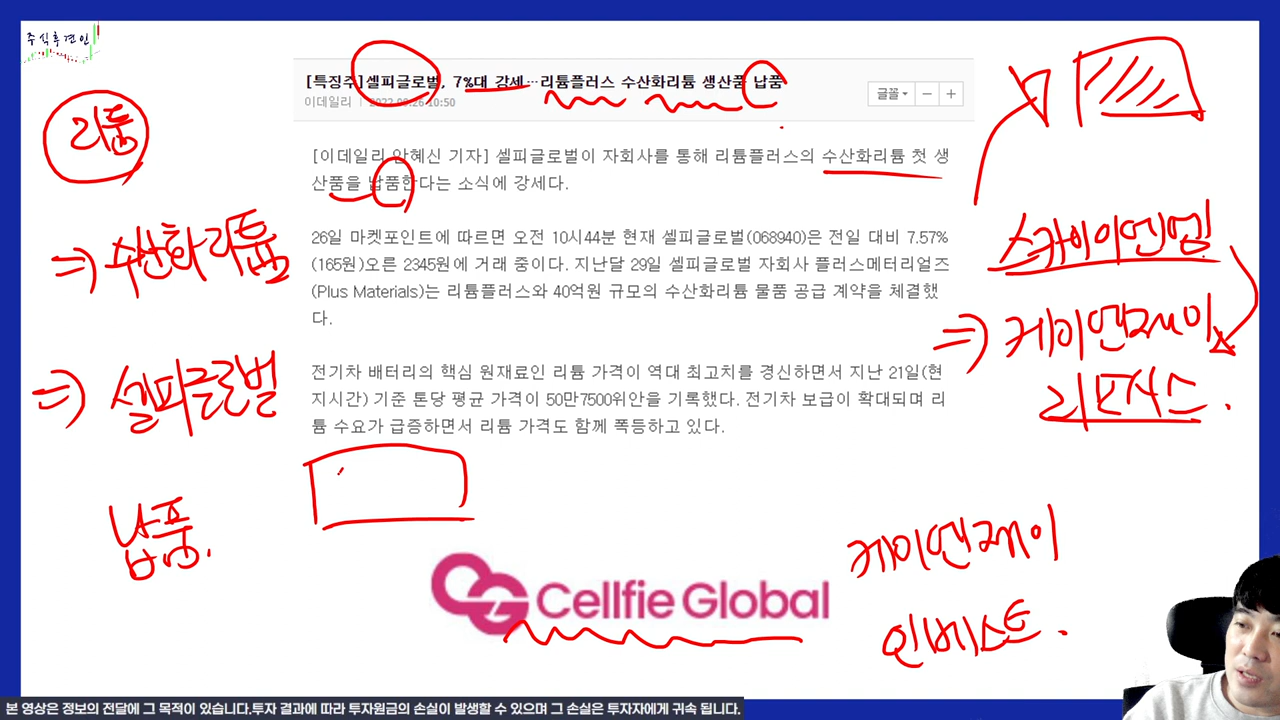 주식후견인
[특징주]셀피글로벌, 7%대 강세…리튬플러스 수산화리튬 생산품 납품
이데일리 | 2022.09.26 10:50
글꼴
[이데일리 안혜신 기자] 셀피글로벌이 자회사를 통해 리튬플러스의 수산화리튬 첫 생
산품을 납품한다는 소식에 강세다.
26일 마켓포인트에 따르면 오전 10시44분 현재 셀피글로벌(068940)은 전일 대비 7.57%
(165원)오른 2345원에 거래 중이다. 지난달 29일 셀피글로벌 자회사 플러스메터리얼즈
(Plus Materials)는 리튬플러스와 40억원 규모의 수산화리튬 물품 공급 계약을 체결했
다.
전기차 배터리의 핵심 원재료인 리튬 가격이 역대 최고치를 경신하면서 지난 21일(현
지시간) 기준 톤당 평균 가격이 50만7500위안을 기록했다. 전기차 보급이 확대되며 리
튬 수요가 급증하면서 리튬 가격도 함께 폭등하고 있다.
리튬
⇒ 수산화리튬
⇒ 셀피글로벌
납품.
스카이이엔엠
⇒ 케이엔제이
리소시스.
케이엔제이
인베스트.
Cellfie Global
본 영상은 정보의 전달에 그 목적이 있습니다.투자 결과에 따라 투자원금의 손실이 발생할 수 있으며 그 손실은 투자자에게 귀속 됩니다.